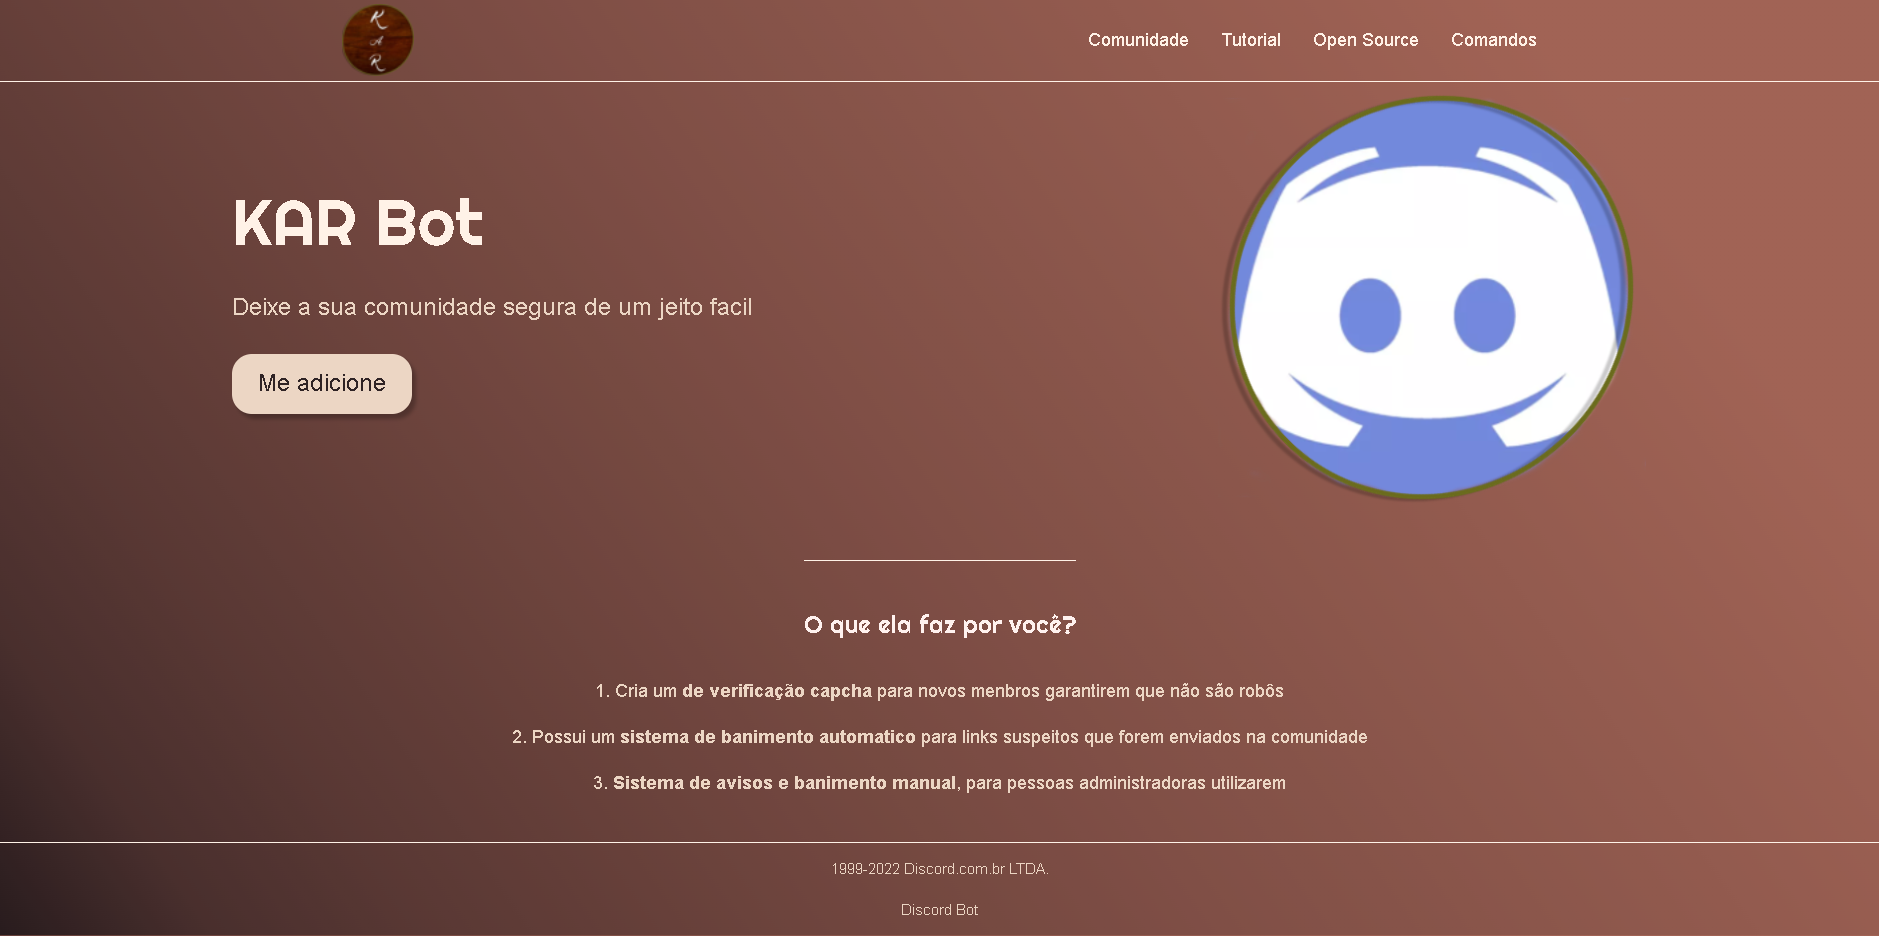 K
A
R
Comunidade Tutorial Open Source Comandos
KAR Bot
Deixe a sua comunidade segura de um jeito facil
Me adicione
O que ela faz por você?
1. Cria um de verificação capcha para novos menbros garantirem que não são robôs
2. Possui um sistema de banimento automatico para links suspeitos que forem enviados na comunidade
3. Sistema de avisos e banimento manual, para pessoas administradoras utilizarem
1999-2022 Discord.com.br LTDA.
Discord Bot